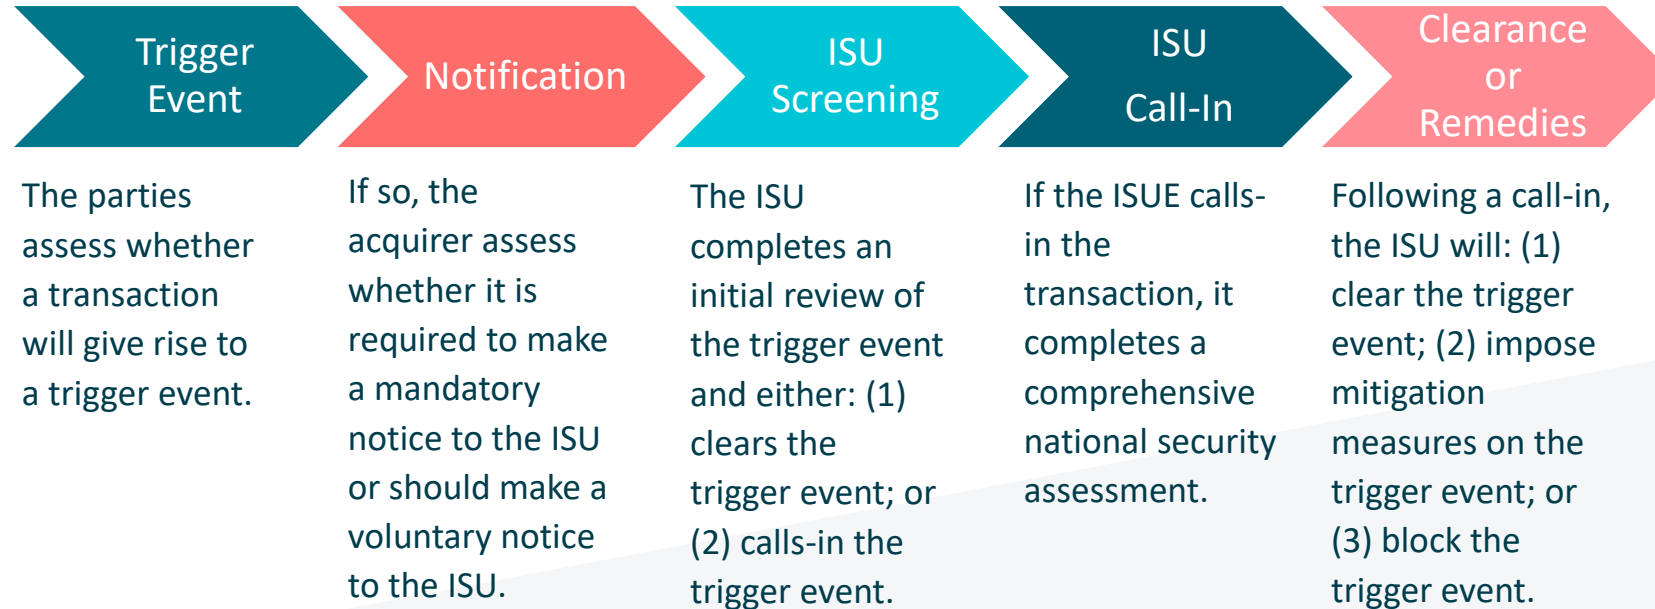 Trigger
Event
Notification
ISU
Screening
ISU
Call-In
Clearance
or
Remedies
The parties
assess whether
a transaction
will give rise to
a trigger event.
If so, the
acquirer assess
whether it is
required to make
a mandatory
notice to the ISU
or should make a
voluntary notice
to the ISU.
The ISU
completes an
initial review of
the trigger event
and either: (1)
clears the
trigger event; or
(2) calls-in the
trigger event.
If the ISUE calls-
in the
transaction, it
completes a
comprehensive
national security
assessment.
Following a call-in,
the ISU will: (1)
clear the trigger
event; (2) impose
mitigation
measures on the
trigger event; or
(3) block the
trigger event.